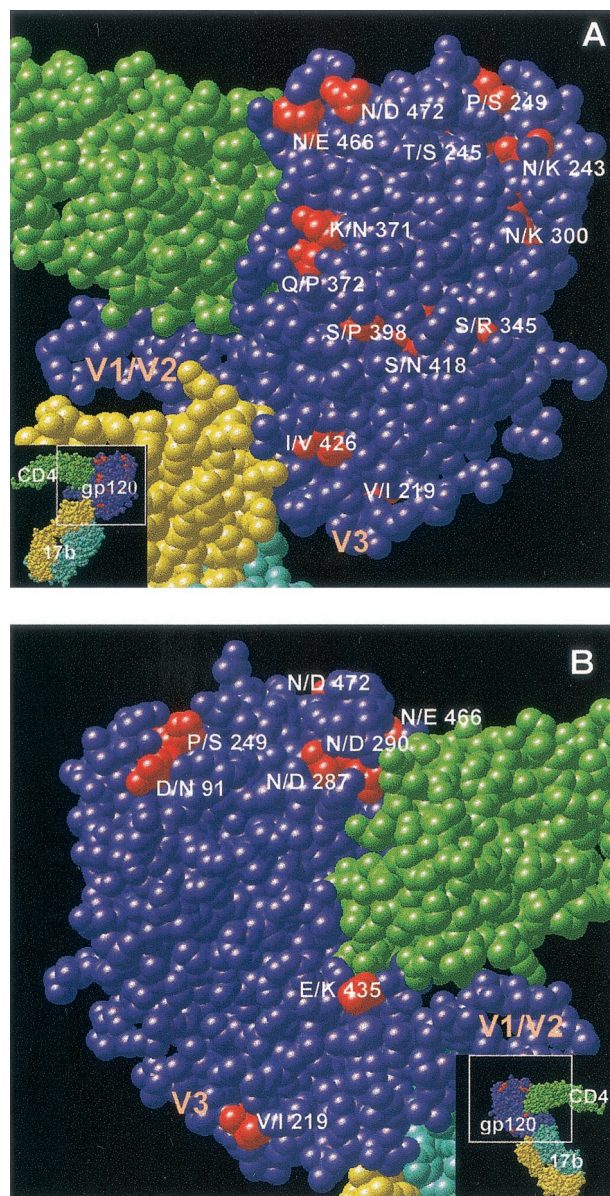 A
N/D 472
P/S 249
N/E 466
T/S 245
N/K 243
K/N 371
N/K 300
Q/P 372
S/P 398
S/R 345
S/N 418
V1/V2
I/V 426
V/I 219
V3
CD4
gp120
17b
B
N/D 472
N/E 466
P/S 249
N/D 290
D/N 91
N/D 287
E/K 435
V1/V2
V3
V/I 219
CD4
gp120
17b